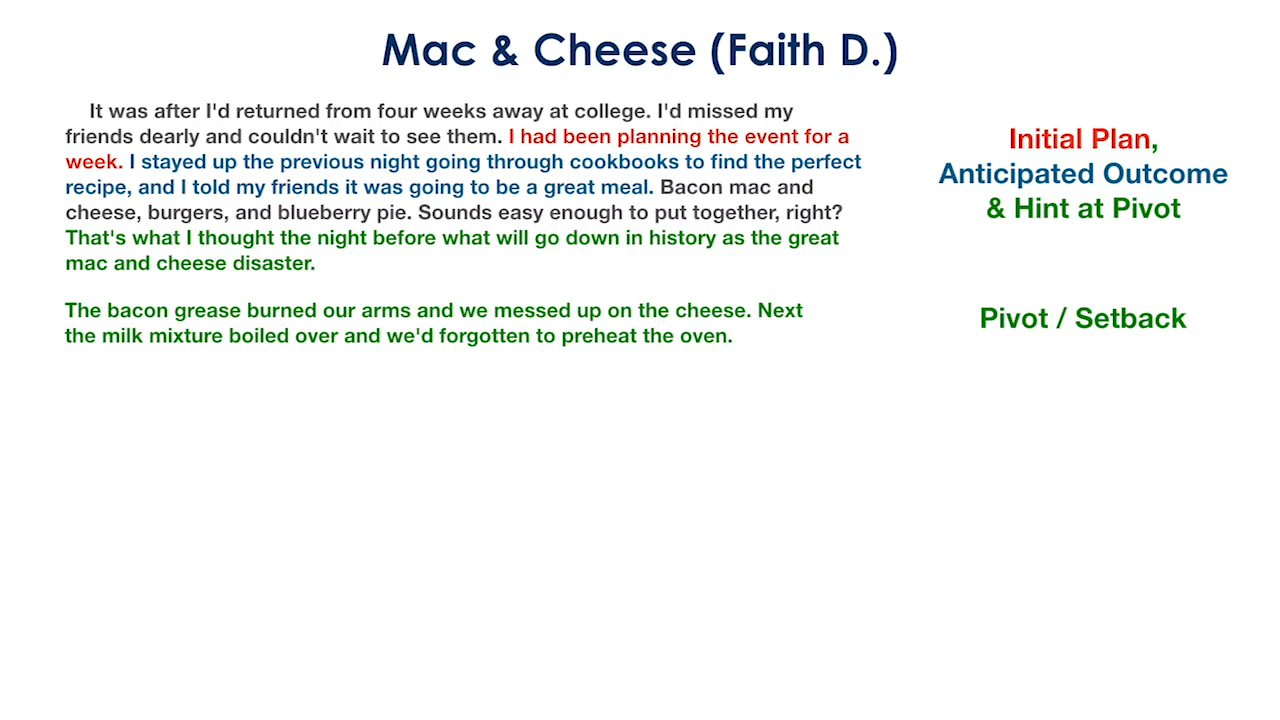 Mac & Cheese (Faith D.)
It was after I'd returned from four weeks away at college. I'd missed my
friends dearly and couldn't wait to see them. I had been planning the event for a
week. I stayed up the previous night going through cookbooks to find the perfect
recipe, and I told my friends it was going to be a great meal. Bacon mac and
cheese, burgers, and blueberry pie. Sounds easy enough to put together, right?
That's what I thought the night before what will go down in history as the great
mac and cheese disaster.
Initial Plan,
Anticipated Outcome
& Hint at Pivot
The bacon grease burned our arms and we messed up on the cheese. Next
the milk mixture boiled over and we'd forgotten to preheat the oven.
Pivot / Setback